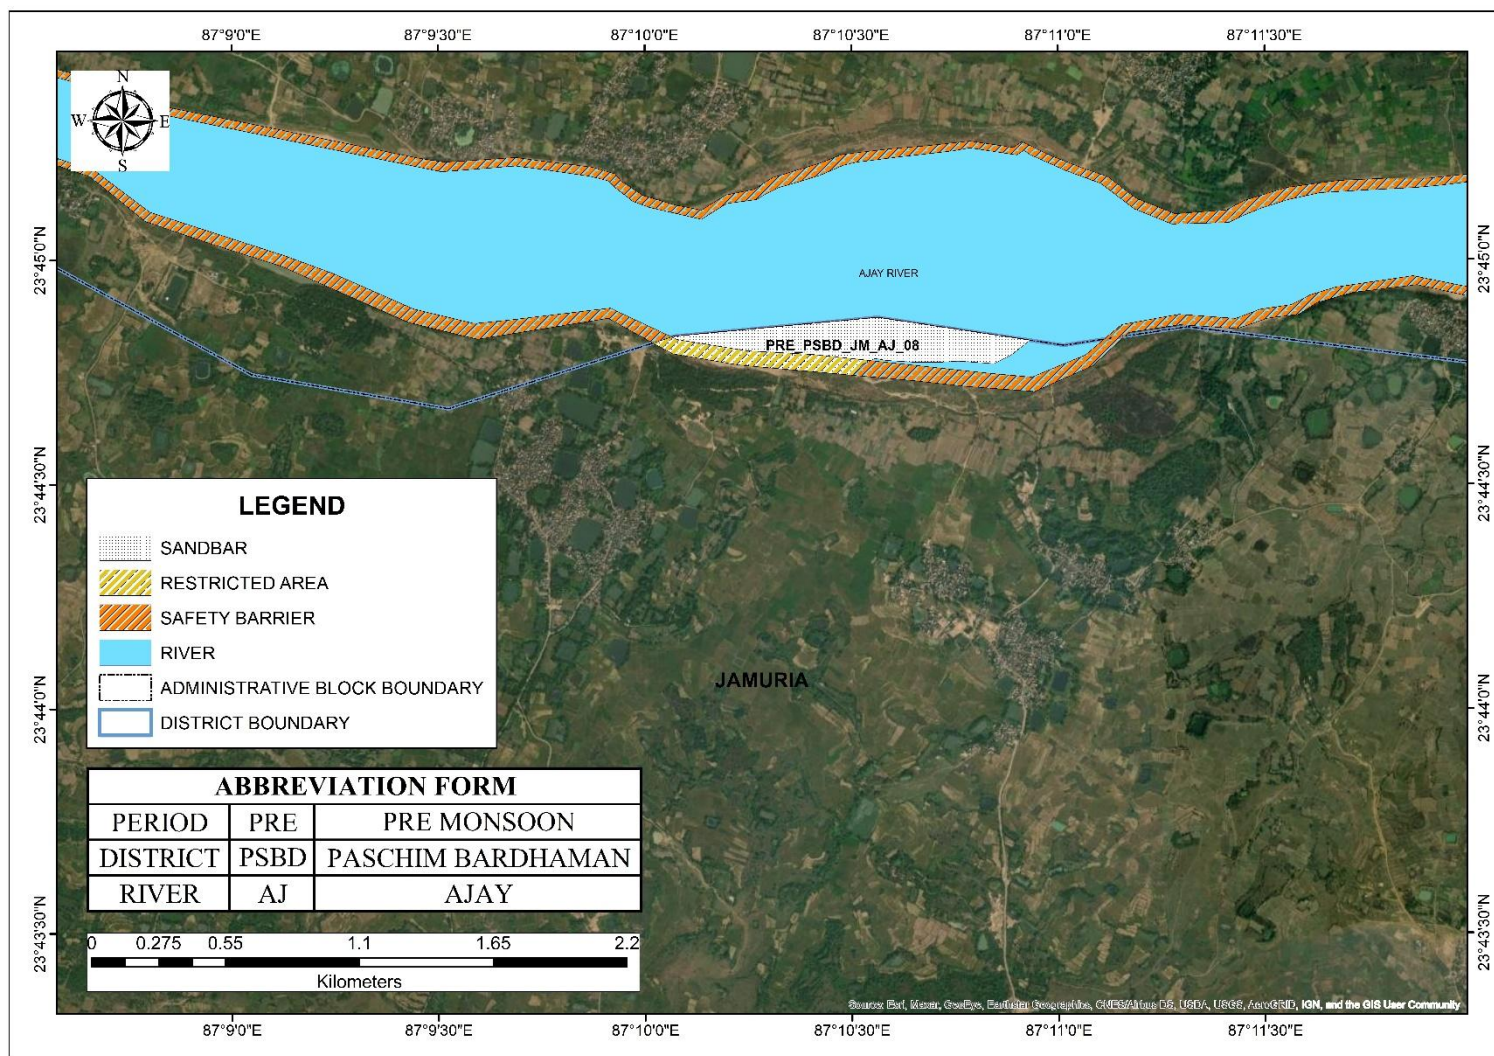 87°9'0"E 87°9'30"E 87°10'0"E 87°10'30"E 87°11'0"E 87°11'30"E
N
W E
S
23°45'0"N 23°45'0"N
AJAY RIVER
PRE_PSBD_JM_AJ_08
23°44'30"N 23°44'30"N
LEGEND
SANDBAR
RESTRICTED AREA
SAFETY BARRIER
RIVER
ADMINISTRATIVE BLOCK BOUNDARY
DISTRICT BOUNDARY
JAMURIA
23°44'0"N 23°44'0"N
ABBREVIATION FORM
PERIOD PRE PRE MONSOON
DISTRICT PSBD PASCHIM BARDHAMAN
RIVER AJ AJAY
23°43'30"N 23°43'30"N
0 0.275 0.55 1.1 1.65 2.2
Kilometers
Source: Esri, Maxar, GeoEye, Earthstar Geographics, CNES/Airbus DS, USDA, USGS, AeroGRID, IGN, and the GIS User Community
87°9'0"E 87°9'30"E 87°10'0"E 87°10'30"E 87°11'0"E 87°11'30"E